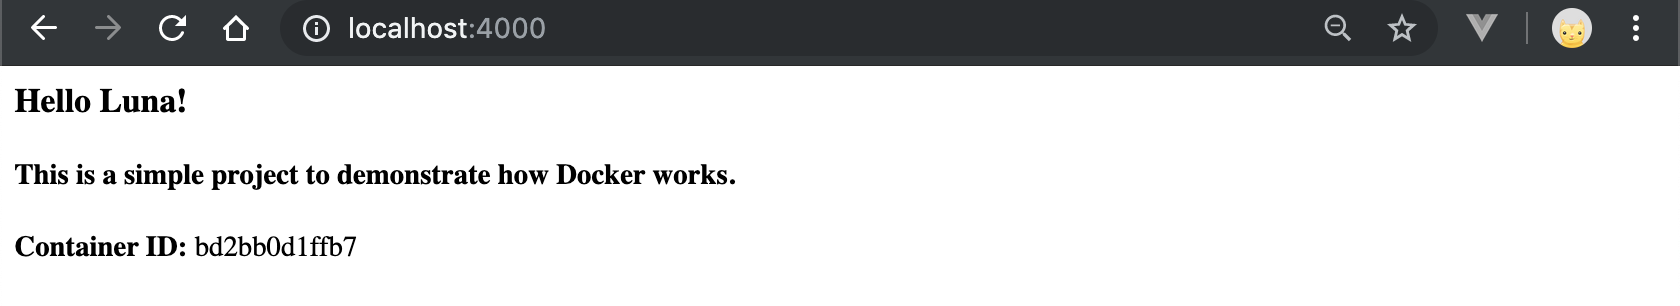 localhost:4000
Hello Luna!
This is a simple project to demonstrate how Docker works.
Container ID: bd2bb0d1ffb7